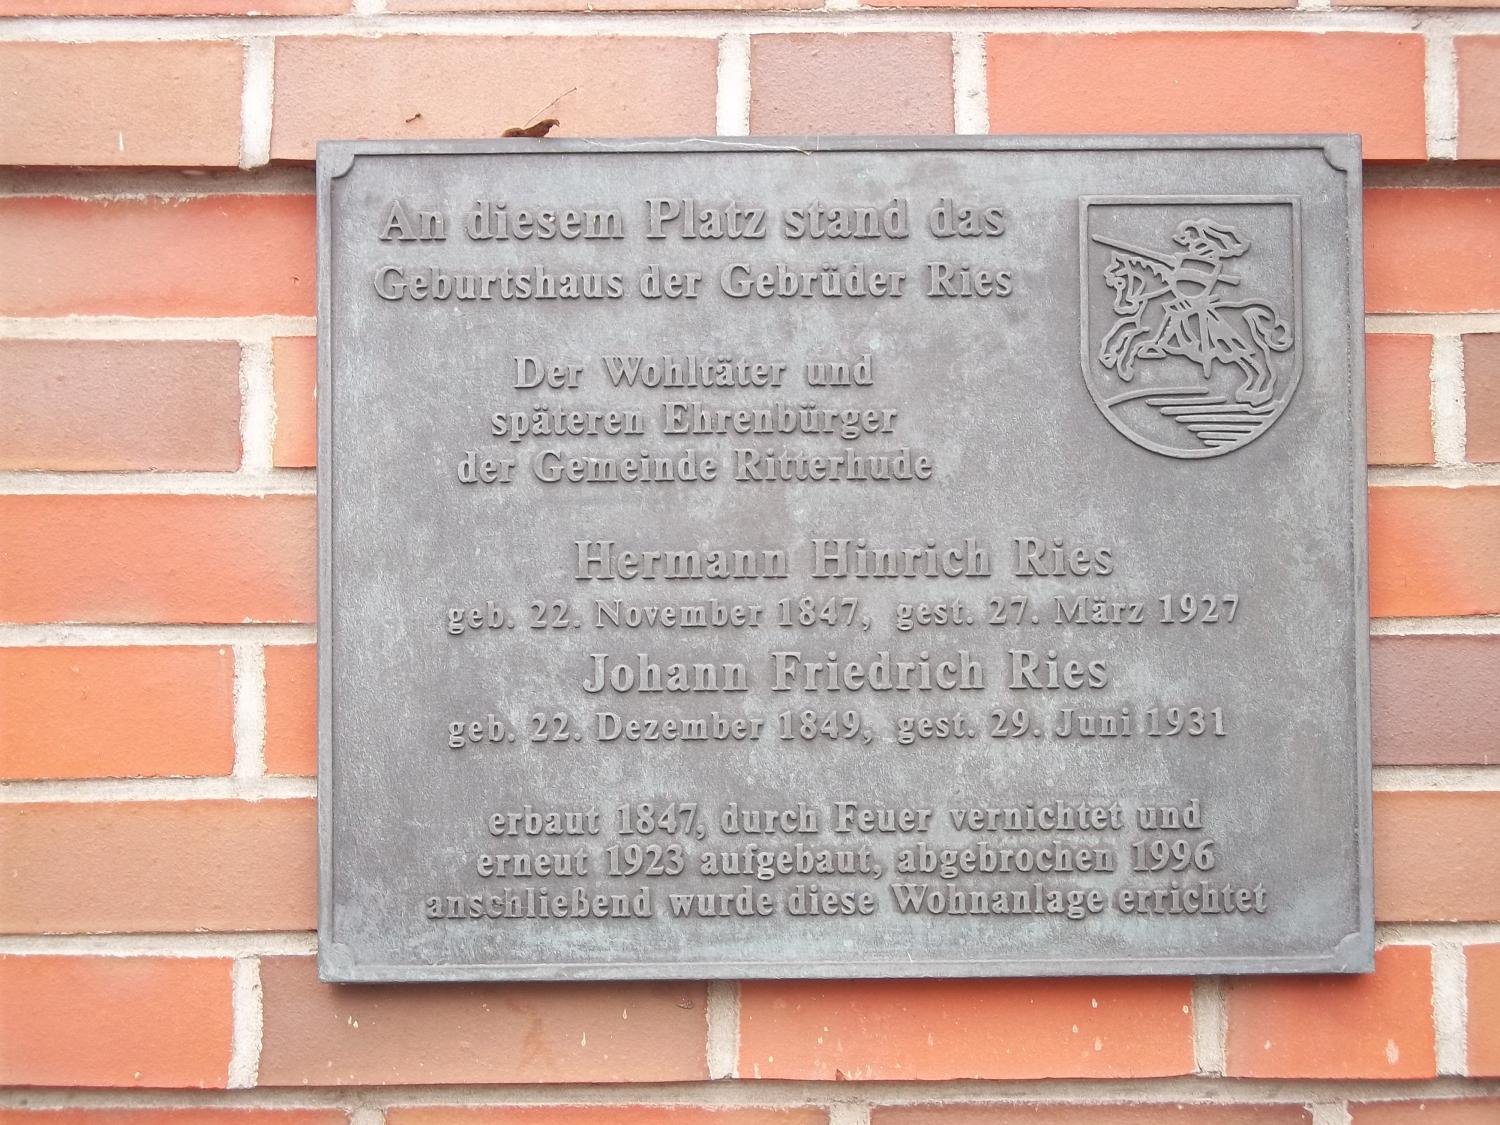 An diesem Platz stand das
Geburtshaus der Gebrüder Ries
Der Wohltäter und
späteren Ehrenbürger
der Gemeinde Ritterhude
Hermann Hinrich Ries
geb. 22. November 1847, gest. 27. März 1927
Johann Friedrich Ries
geb. 22. Dezember 1849, gest. 29. Juni 1931
erbaut 1847, durch Feuer vernichtet und
erneut 1923 aufgebaut, abgebrochen 1996
anschließend wurde diese Wohnanlage errichtet